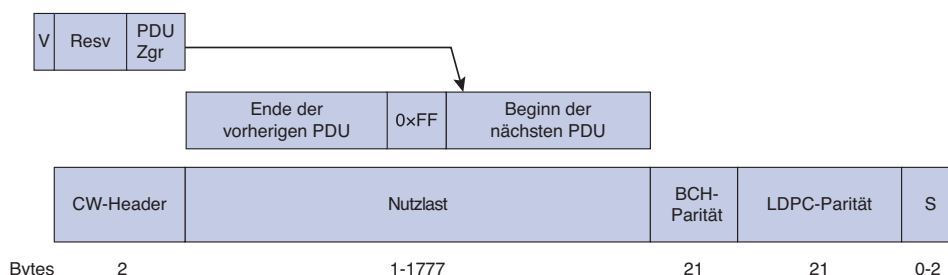 V
Resv
PDU
Zgr
Ende der
vorherigen PDU
0×FF
Beginn der
nächsten PDU
CW-Header
Nutzlast
BCH-
Parität
LDPC-Parität
S
Bytes 2 1-1777 21 21 0-2